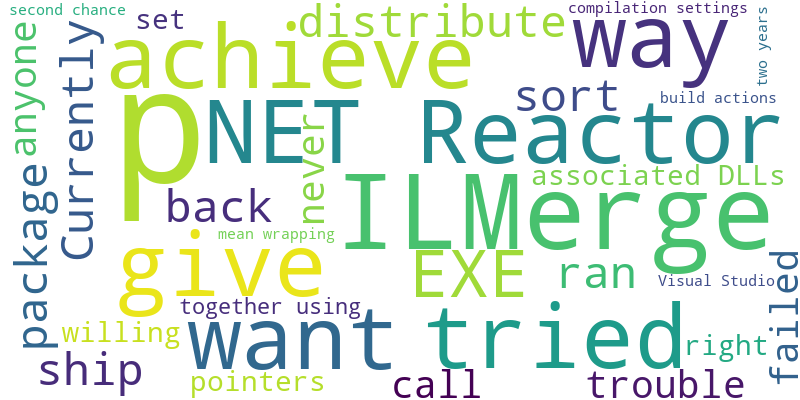 second chance
set
distribute
compilation settings
way
two years
anyone
Currently
achieve
p
NET Reactor
sort
build actions
never
associated DLLs
package
back
ILMerge
mean wrapping
give
EXE
ran
Visual Studio
failed
together using
willing
want
tried
right
ship
pointers
call
trouble